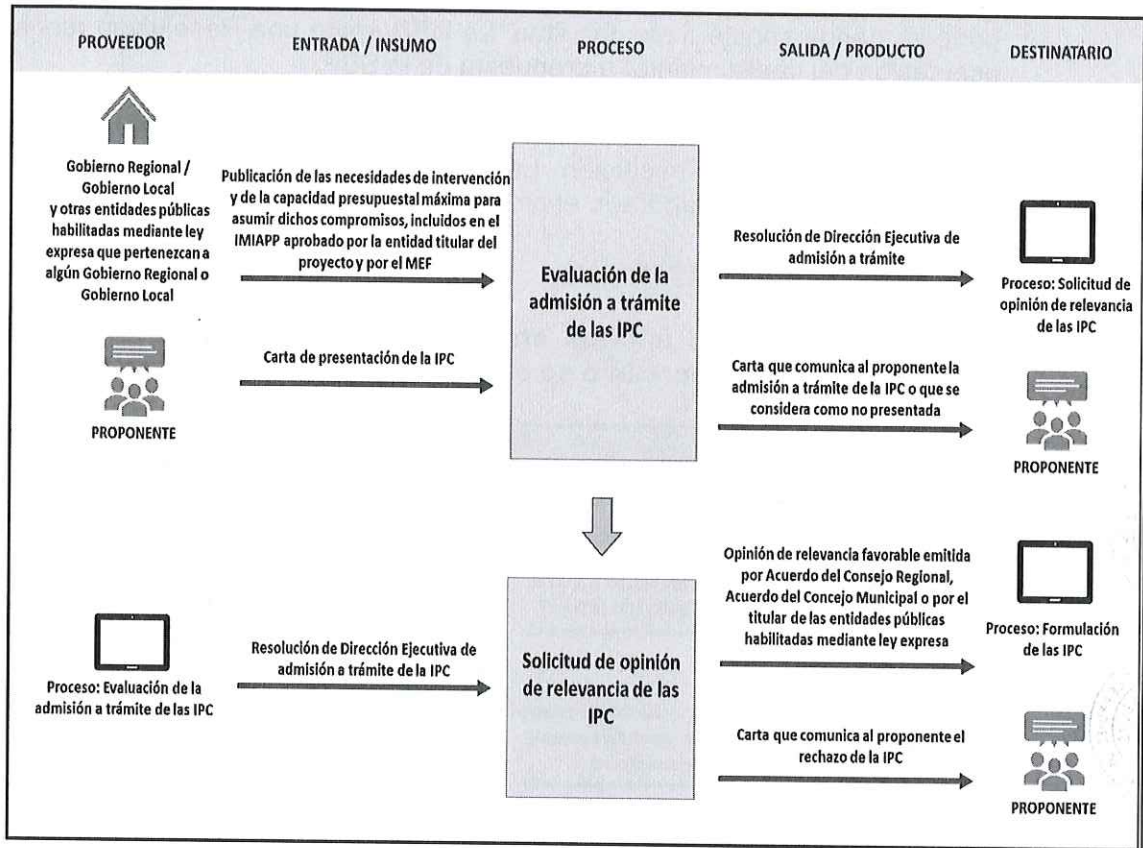 PROVEEDOR
ENTRADA / INSUMO
PROCESO
SALIDA / PRODUCTO
DESTINATARIO
Gobierno Regional /
Gobierno Local
y otras entidades públicas
habilitadas mediante ley
expresa que pertenezcan a
algún Gobierno Regional o
Gobierno Local
Publicación de las necesidades de intervención
y de la capacidad presupuestal máxima para
asumir dichos compromisos, incluidos en el
IMIAPP aprobado por la entidad titular del
proyecto y por el MEF
Evaluación de la
admisión a trámite
de las IPC
Resolución de Dirección Ejecutiva de
admisión a trámite
Proceso: Solicitud de
opinión de relevancia
de las IPC
PROPONENTE
Carta de presentación de la IPC
Carta que comunica al proponente la
admisión a trámite de la IPC o que se
considera como no presentada
PROPONENTE
Proceso: Evaluación de la
admisión a trámite de las IPC
Resolución de Dirección Ejecutiva de
admisión a trámite de la IPC
Solicitud de opinión
de relevancia de las
IPC
Opinión de relevancia favorable emitida
por Acuerdo del Consejo Regional,
Acuerdo del Concejo Municipal o por el
titular de las entidades públicas
habilitadas mediante ley expresa
Proceso: Formulación
de las IPC
Carta que comunica al proponente el
rechazo de la IPC
PROPONENTE